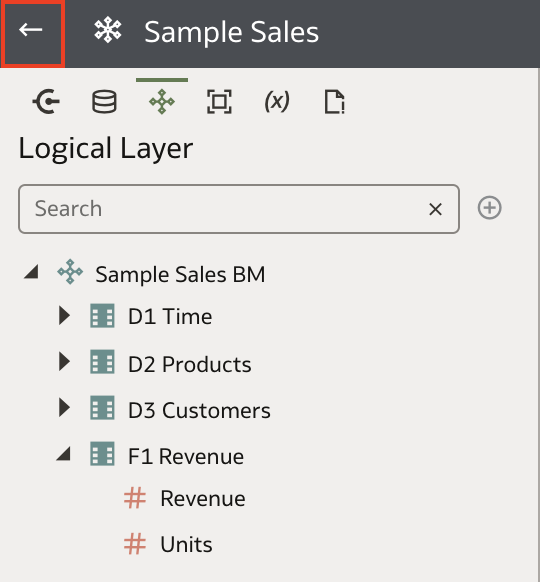 Sample Sales
(x)
Logical Layer
Search
Sample Sales BM
D1 Time
D2 Products
D3 Customers
F1 Revenue
# Revenue
# Units